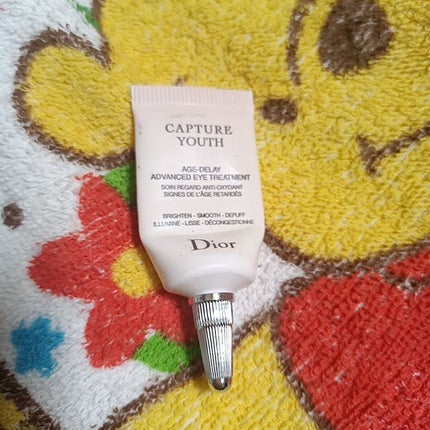 CAPTURE
YOUTH
AGE-DELAY
ADVANCED EYE TREATMENT
SOIN REGARD ANTI-OXYDANT
SIGNES DE L'ÂGE RETARDÉS
BRIGHTEN - SMOOTH - DEPUFF
ILLUMINE - LISSE - DÉCONGESTIONNE
Dior